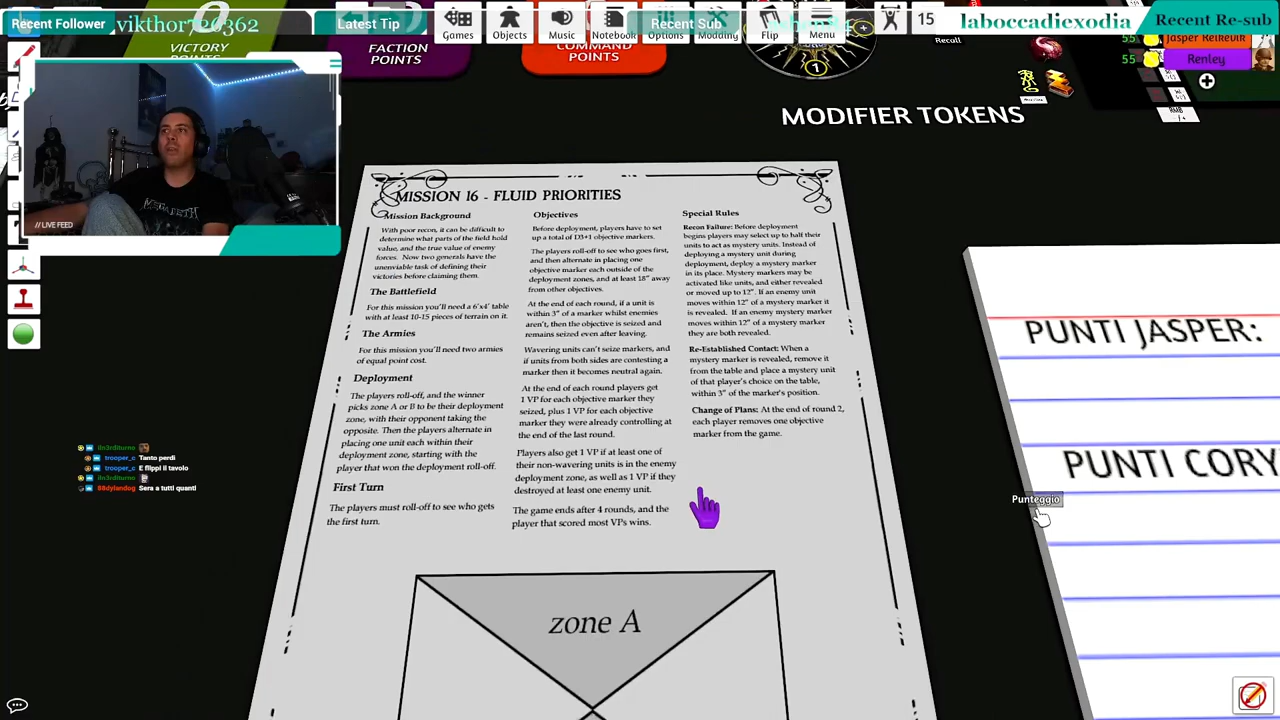 Recent Follower
vikthor726362
Latest Tip
Recent Sub
laboccadiexodia
Recent Re-sub
Games
Objects
Music
Notebook
Options
Modding
Flip
Menu
15
VICTORY
POINTS
FACTION
POINTS
COMMAND
POINTS
1
Recall
55
Jasper Reikevik
55
Renley
MODIFIER TOKENS
// LIVE FEED
MISSION 16 - FLUID PRIORITIES
Mission Background
With poor recon, it can be difficult to
determine what parts of the field hold
value, and the true value of enemy
forces. Now two generals have the
unenviable task of defining their
victories before claiming them.
The Battlefield
For this mission you'll need a 6'x4' table
with at least 10-15 pieces of terrain on it.
The Armies
For this mission you'll need two armies
of equal point cost.
Deployment
The players roll-off, and the winner
picks zone A or B to be their deployment
zone, with their opponent taking the
opposite. Then the players alternate in
placing one unit each within their
deployment zone, starting with the
player that won the deployment roll-off.
First Turn
The players must roll-off to see who gets
the first turn.
Objectives
Before deployment, players have to set
up a total of D3+1 objective markers.
The players roll-off to see who goes first,
and then alternate in placing one
objective marker each outside of the
deployment zones, and at least 18" away
from other objectives.
At the end of each round, if a unit is
within 3" of a marker whilst enemies
aren't, then the objective is seized and
remains seized even after leaving.
Wavering units can't seize markers, and
if units from both sides are contesting a
marker then it becomes neutral again.
At the end of each round players get
1 VP for each objective marker they
seized, plus 1 VP for each objective
marker they were already controlling at
the end of the last round.
Players also get 1 VP if at least one of
their non-wavering units is in the enemy
deployment zone, as well as 1 VP if they
destroyed at least one enemy unit.
The game ends after 4 rounds, and the
player that scored most VPs wins.
Special Rules
Recon Failure: Before deployment
begins players may select up to half their
units to act as mystery units. Instead of
deploying a mystery unit during
deployment, deploy a mystery marker
in its place. Mystery markers may be
activated like units, and either revealed
or moved up to 12". If an enemy unit
moves within 12" of a mystery marker it
is revealed. If an enemy mystery marker
moves within 12" of a mystery marker
they are both revealed.
Re-Established Contact: When a
mystery marker is revealed, remove it
from the table and place a mystery unit
of that player's choice on the table,
within 3" of the marker's position.
Change of Plans: At the end of round 2,
each player removes one objective
marker from the game.
zone A
PUNTI JASPER:
PUNTI CORY
Punteggio
iln3rditurno
trooper_c Tanto perdi
trooper_c E flippi il tavolo
iln3rditurno
88dylandog Sera a tutti quanti